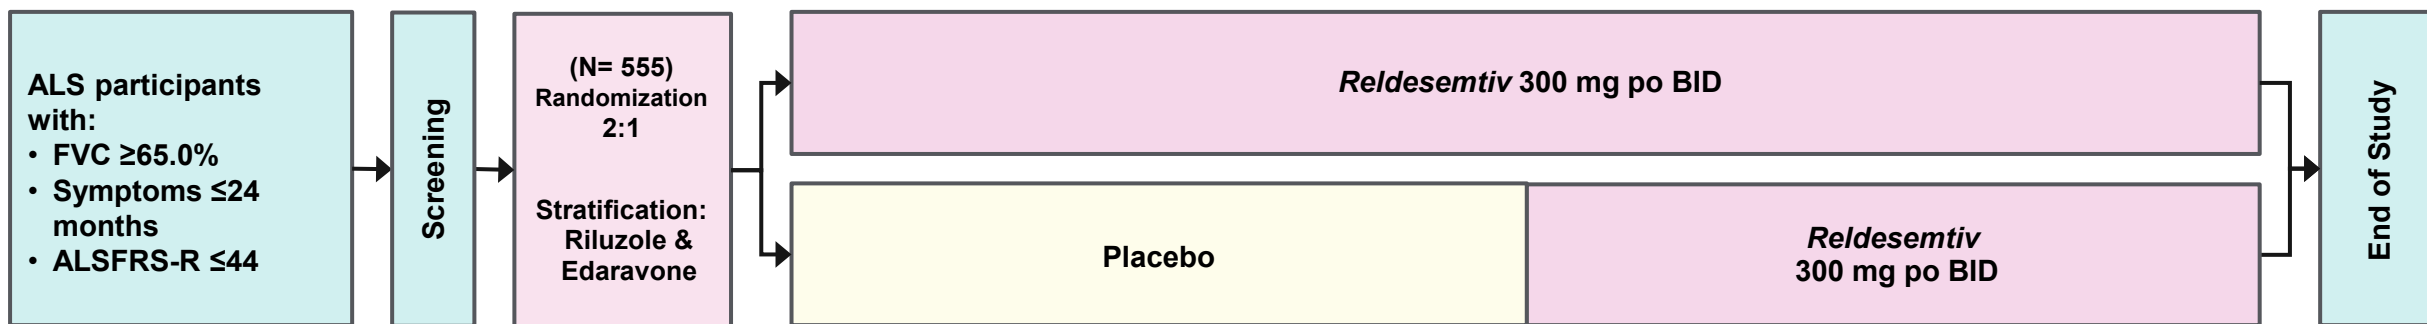 ALS participants
with:
• FVC ≥65.0%
• Symptoms ≤24
months
• ALSFRS-R ≤44
Screening
(N= 555)
Randomization
2:1
Stratification:
Riluzole &
Edaravone
Reldesemtiv 300 mg po BID
Placebo
Reldesemtiv
300 mg po BID
End of Study